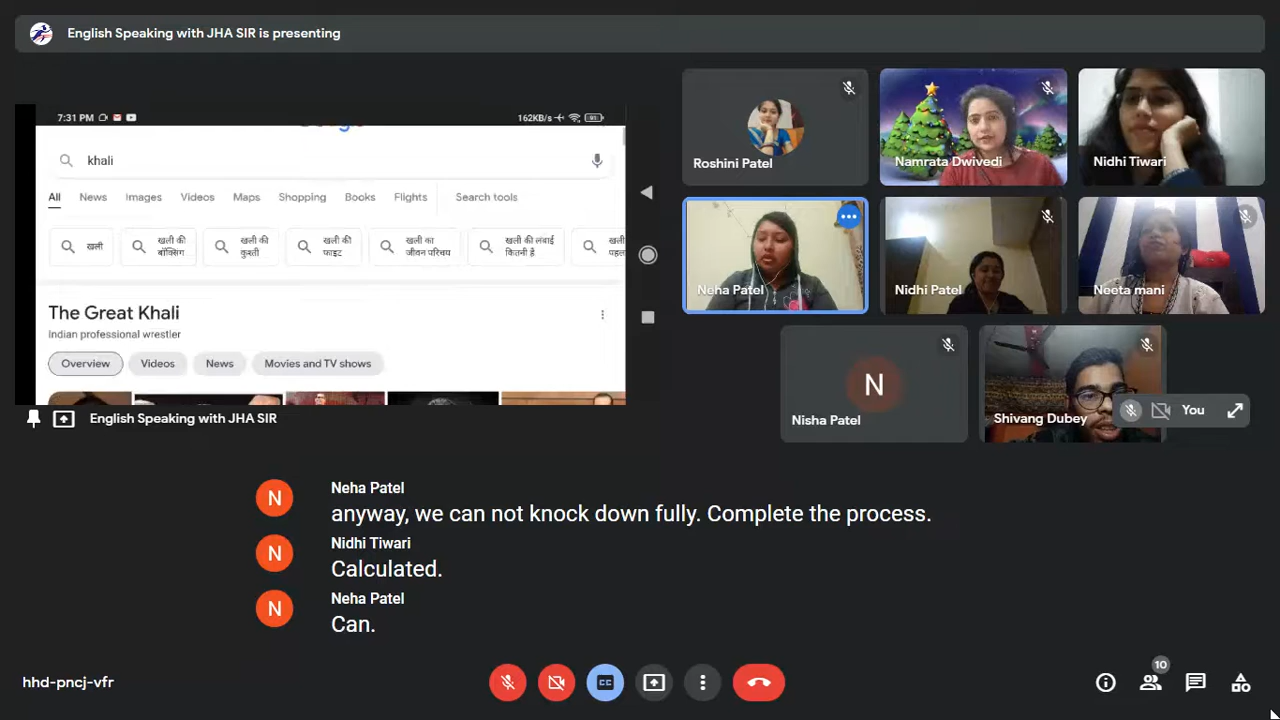 English Speaking with JHA SIR is presenting
7:31 PM
162KB/s
91
khali
All News Images Videos Maps Shopping Books Flights Search tools
खली
खली की
बॉक्सिंग
खली की
कुश्ती
खली की
फाइट
खली का
जीवन परिचय
खली की लंबाई
कितनी है
खली
पहल
The Great Khali
Indian professional wrestler
Overview Videos News Movies and TV shows
English Speaking with JHA SIR
Roshini Patel
Namrata Dwivedi
Nidhi Tiwari
Neha Patel
Nidhi Patel
Neeta mani
N
Nisha Patel
Shivang Dubey
You
N
Neha Patel
anyway, we can not knock down fully. Complete the process.
N
Nidhi Tiwari
Calculated.
N
Neha Patel
Can.
hhd-pncj-vfr
CC
10